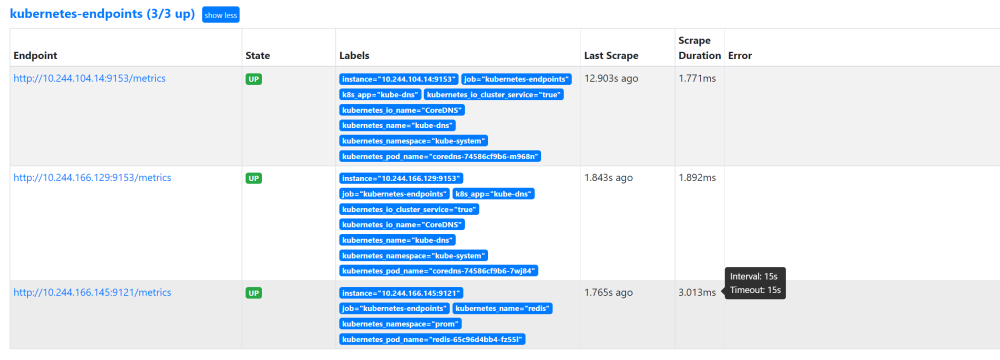 kubernetes-endpoints (3/3 up) show less
Endpoint State Labels Last Scrape Scrape Duration Error
http://10.244.104.14:9153/metrics UP instance="10.244.104.14:9153" job="kubernetes-endpoints" 12.903s ago 1.771ms
k8s_app="kube-dns" kubernetes_io_cluster_service="true"
kubernetes_io_name="CoreDNS"
kubernetes_name="kube-dns"
kubernetes_namespace="kube-system"
kubernetes_pod_name="coredns-74586cf9b6-m968n"
http://10.244.166.129:9153/metrics UP instance="10.244.166.129:9153" 1.843s ago 1.892ms
job="kubernetes-endpoints" k8s_app="kube-dns"
kubernetes_io_cluster_service="true"
kubernetes_io_name="CoreDNS"
kubernetes_name="kube-dns"
kubernetes_namespace="kube-system"
kubernetes_pod_name="coredns-74586cf9b6-7wj84"
http://10.244.166.145:9121/metrics UP instance="10.244.166.145:9121" 1.765s ago 3.013ms
job="kubernetes-endpoints" kubernetes_name="redis"
kubernetes_namespace="prom"
kubernetes_pod_name="redis-65c96d4bb4-fz55l"
Interval: 15s
Timeout: 15s